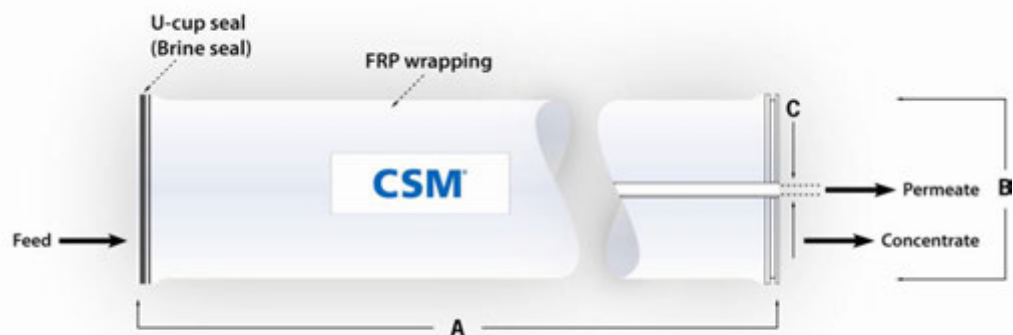 U-cup seal
(Brine seal)
FRP wrapping
C
CSM®
Permeate
B
Feed
Concentrate
A